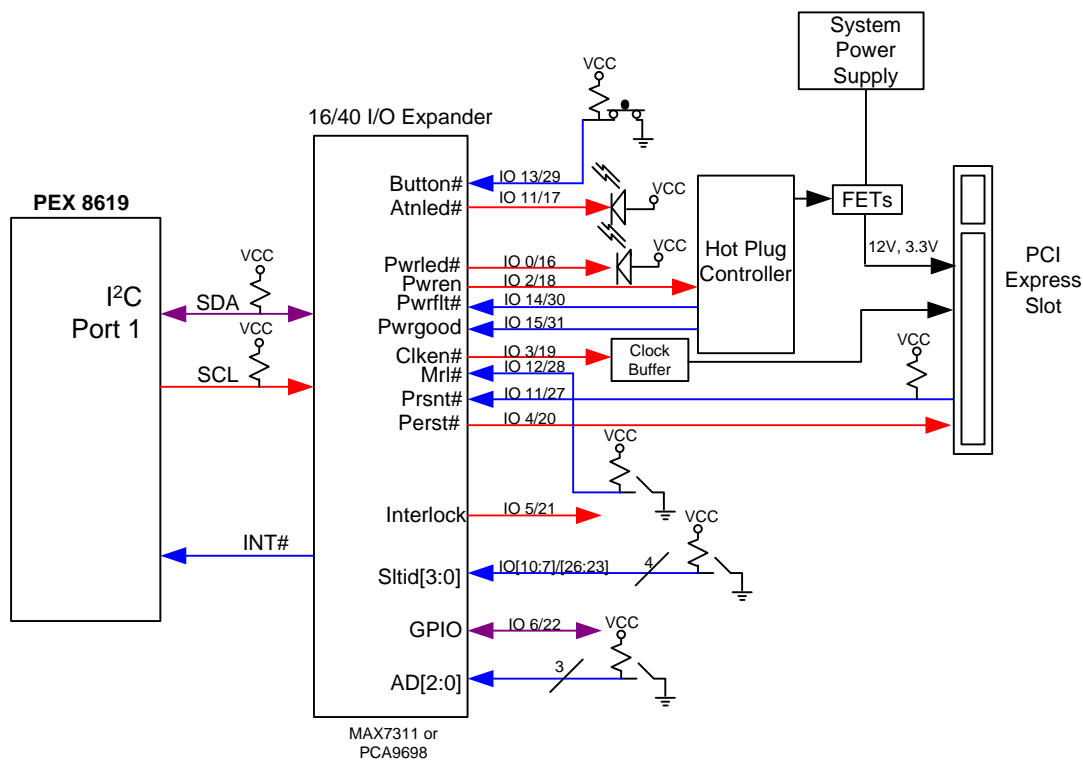 System
Power
Supply
VCC
16/40 I/O Expander
Button#
IO 13/29
Atnled#
IO 11/17
VCC
PEX 8619
FETs
Hot Plug
Controller
12V, 3.3V
PCI
Express
Slot
Pwrled#
IO 0/16
VCC
Pwren
IO 2/18
Pwrflt#
IO 14/30
Pwrgood
IO 15/31
I²C
Port 1
VCC
SDA
VCC
SCL
Clken#
IO 3/19
Clock
Buffer
VCC
Mrl#
IO 12/28
Prsnt#
IO 11/27
Perst#
IO 4/20
VCC
Interlock
IO 5/21
VCC
INT#
Sltid[3:0]
IO[10:7]/[26:23]
4
GPIO
IO 6/22
VCC
AD[2:0]
3
MAX7311 or
PCA9698